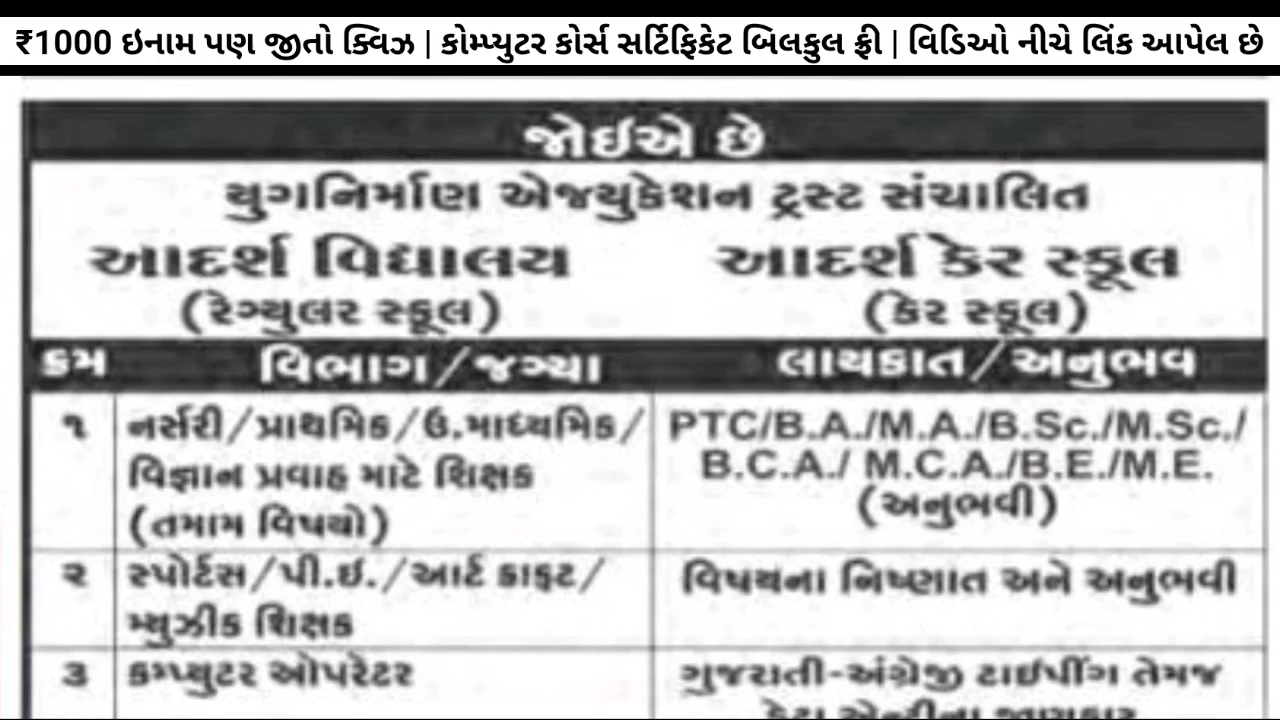 ₹1000 ઇનામ પણ જીતો ક્વિઝ | કોમ્પ્યુટર કોર્સ સર્ટિફિકેટ બિલકુલ ફ્રી | વિડિઓ નીચે લિંક આપેલ છે
જોઇએ છે
યુગનિર્માણ એજ્યુકેશન ટ્રસ્ટ સંચાલિત
આદર્શ વિદ્યાલય આદર્શ કેર સ્કૂલ
(રેગ્યુલર સ્કૂલ) (કેર સ્કૂલ)
ક્રમ વિભાગ/જગ્યા લાયકાત/અનુભવ
૧ નર્સરી/પ્રાથમિક/ઉ.માધ્યમિક/ PTC/B.A./M.A./B.Sc./M.Sc./
વિજ્ઞાન પ્રવાહ માટે શિક્ષક B.C.A./ M.C.A./B.E./M.E.
(તમામ વિષયો) (અનુભવી)
૨ સ્પોર્ટસ/પી.ઇ./આર્ટ ક્રાફ્ટ/ વિષયના નિષ્ણાત અને અનુભવી
મ્યુઝીક શિક્ષક
૩ કમ્પ્યુટર ઓપરેટર ગુજરાતી-અંગ્રેજી ટાઈપીંગ તેમજ